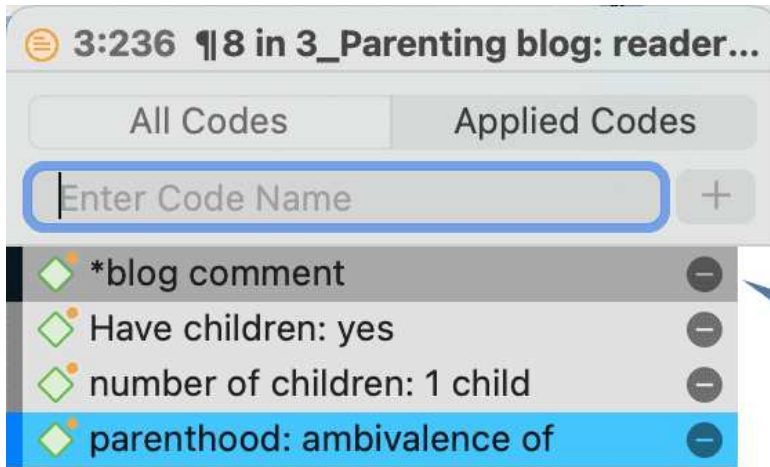 3:236 ¶8 in 3_Parenting blog: reader...
All Codes Applied Codes
Enter Code Name
*blog comment
Have children: yes
number of children: 1 child
parenthood: ambivalence of